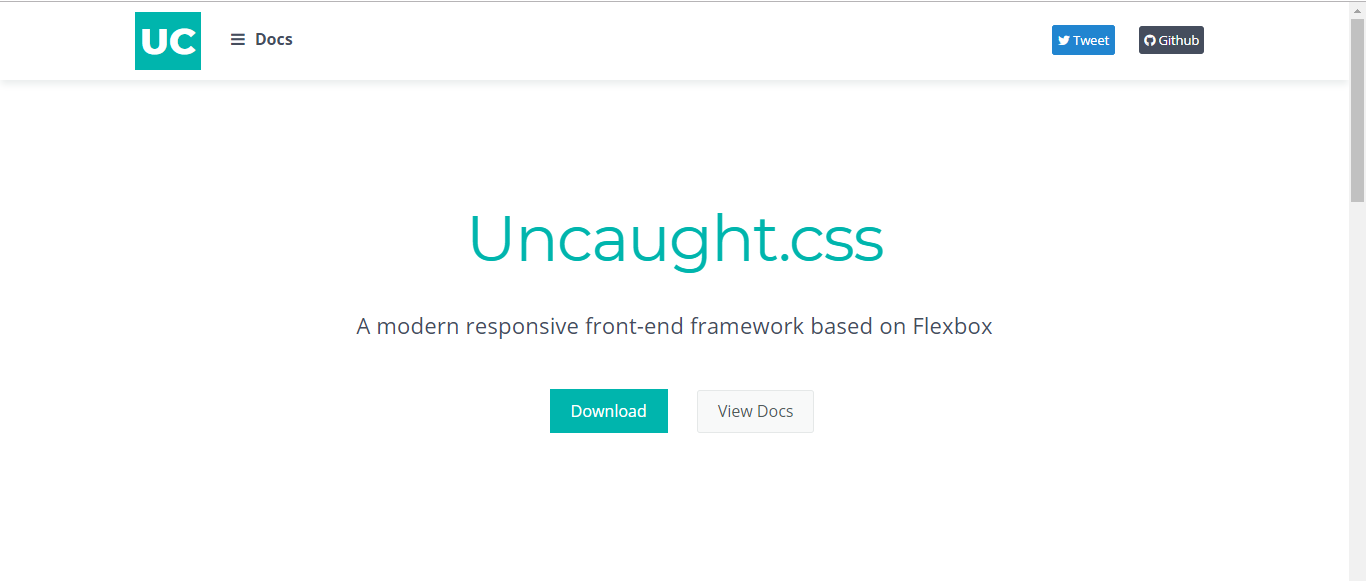 UC
Docs
Tweet
Github
Uncaught.css
A modern responsive front-end framework based on Flexbox
Download
View Docs